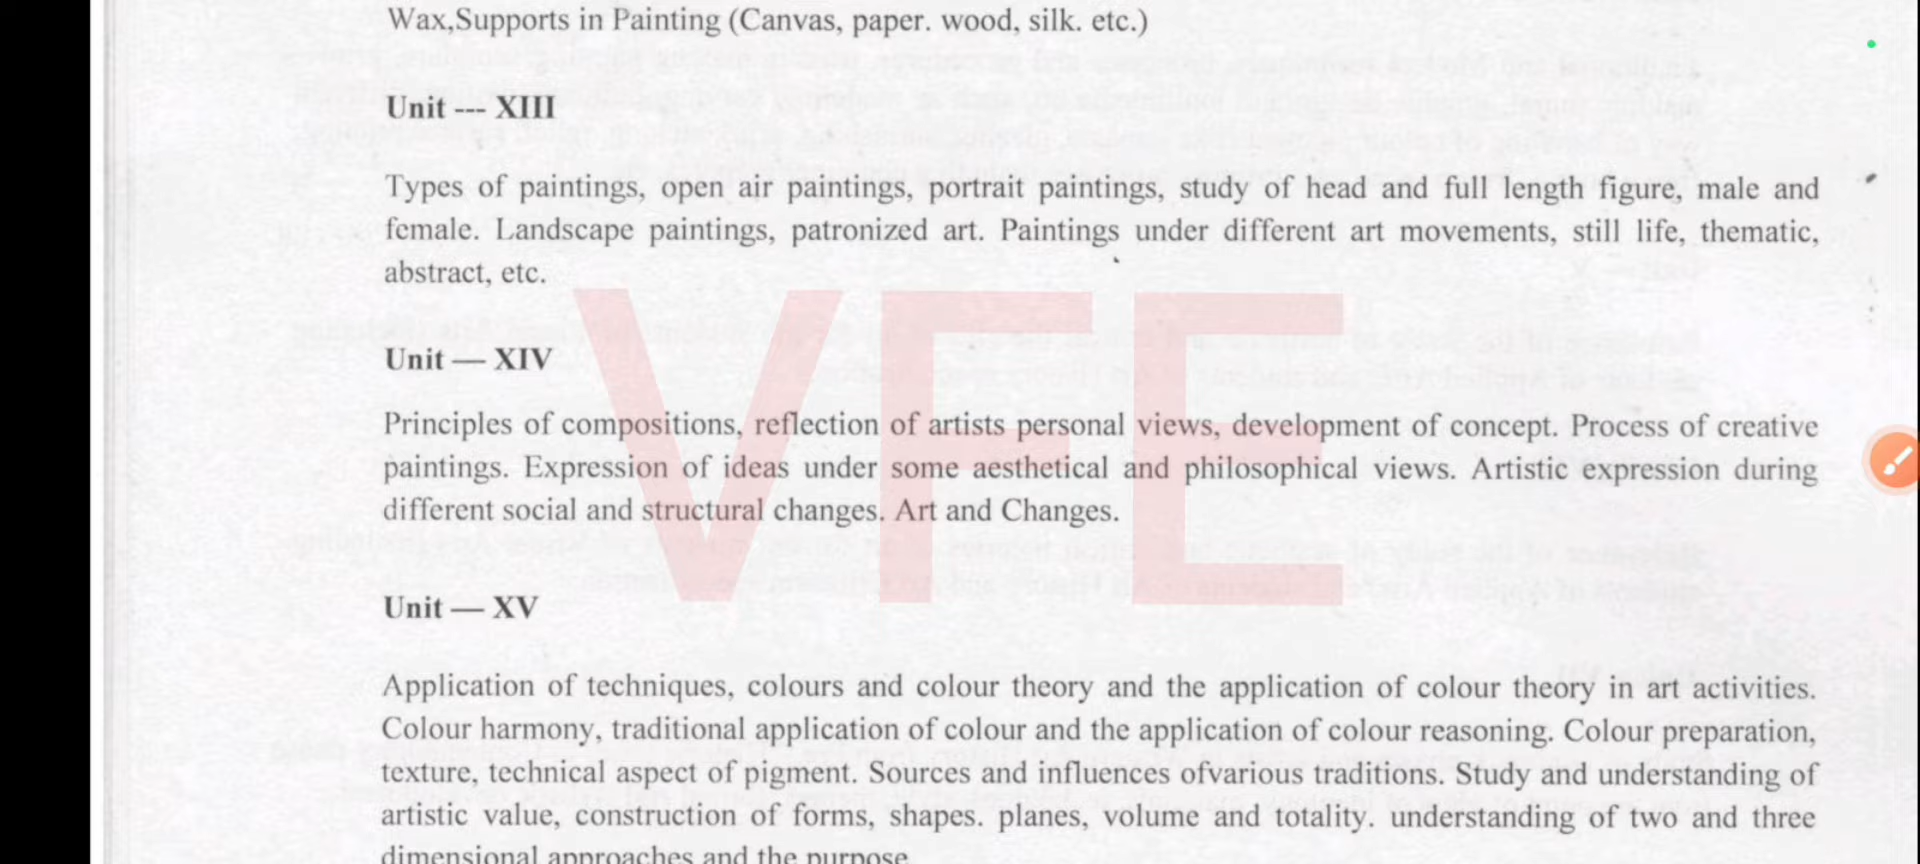 Wax,Supports in Painting (Canvas, paper. wood, silk. etc.)
Unit --- XIII
Types of paintings, open air paintings, portrait paintings, study of head and full length figure, male and
female. Landscape paintings, patronized art. Paintings under different art movements, still life, thematic,
abstract, etc.
VFE
Unit — XIV
Principles of compositions, reflection of artists personal views, development of concept. Process of creative
paintings. Expression of ideas under some aesthetical and philosophical views. Artistic expression during
different social and structural changes. Art and Changes.
Unit — XV
Application of techniques, colours and colour theory and the application of colour theory in art activities.
Colour harmony, traditional application of colour and the application of colour reasoning. Colour preparation,
texture, technical aspect of pigment. Sources and influences ofvarious traditions. Study and understanding of
artistic value, construction of forms, shapes. planes, volume and totality. understanding of two and three
dimensional approaches and the purpose